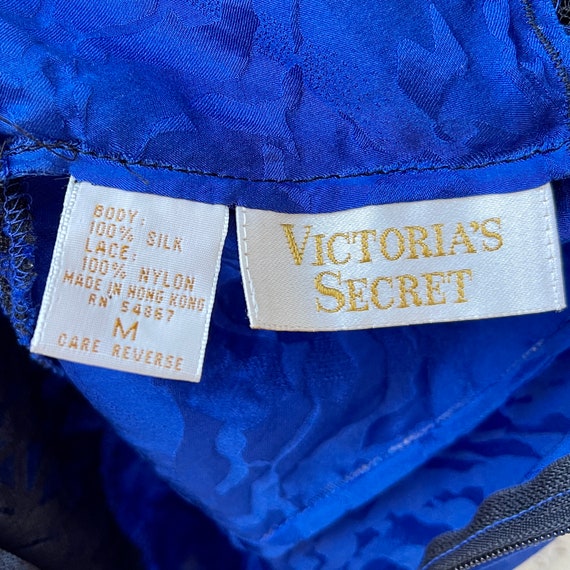 BODY:
100% SILK
LACE:
100% NYLON
MADE IN HONG KONG
RN° 54867
M
CARE REVERSE
VICTORIA'S
SECRET